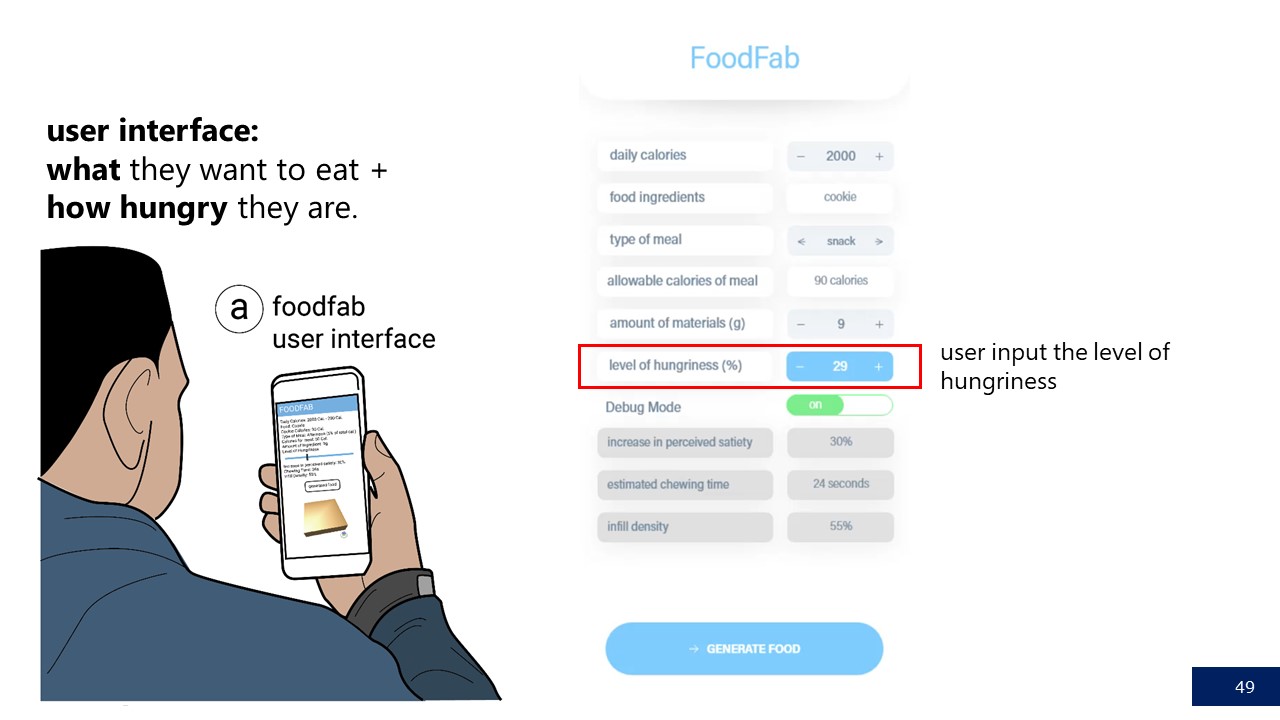 user interface:
what they want to eat +
how hungry they are.
a
foodfab
user interface
FOODFAB
Level of Hungriness
FoodFab
daily calories
− 2000 +
food ingredients
cookie
type of meal
< snack >
allowable calories of meal
90 calories
amount of materials (g)
− 9 +
level of hungriness (%)
− 29 +
user input the level of
hungriness
Debug Mode
on
increase in perceived satiety
30%
estimated chewing time
24 seconds
infill density
55%
→ GENERATE FOOD
49